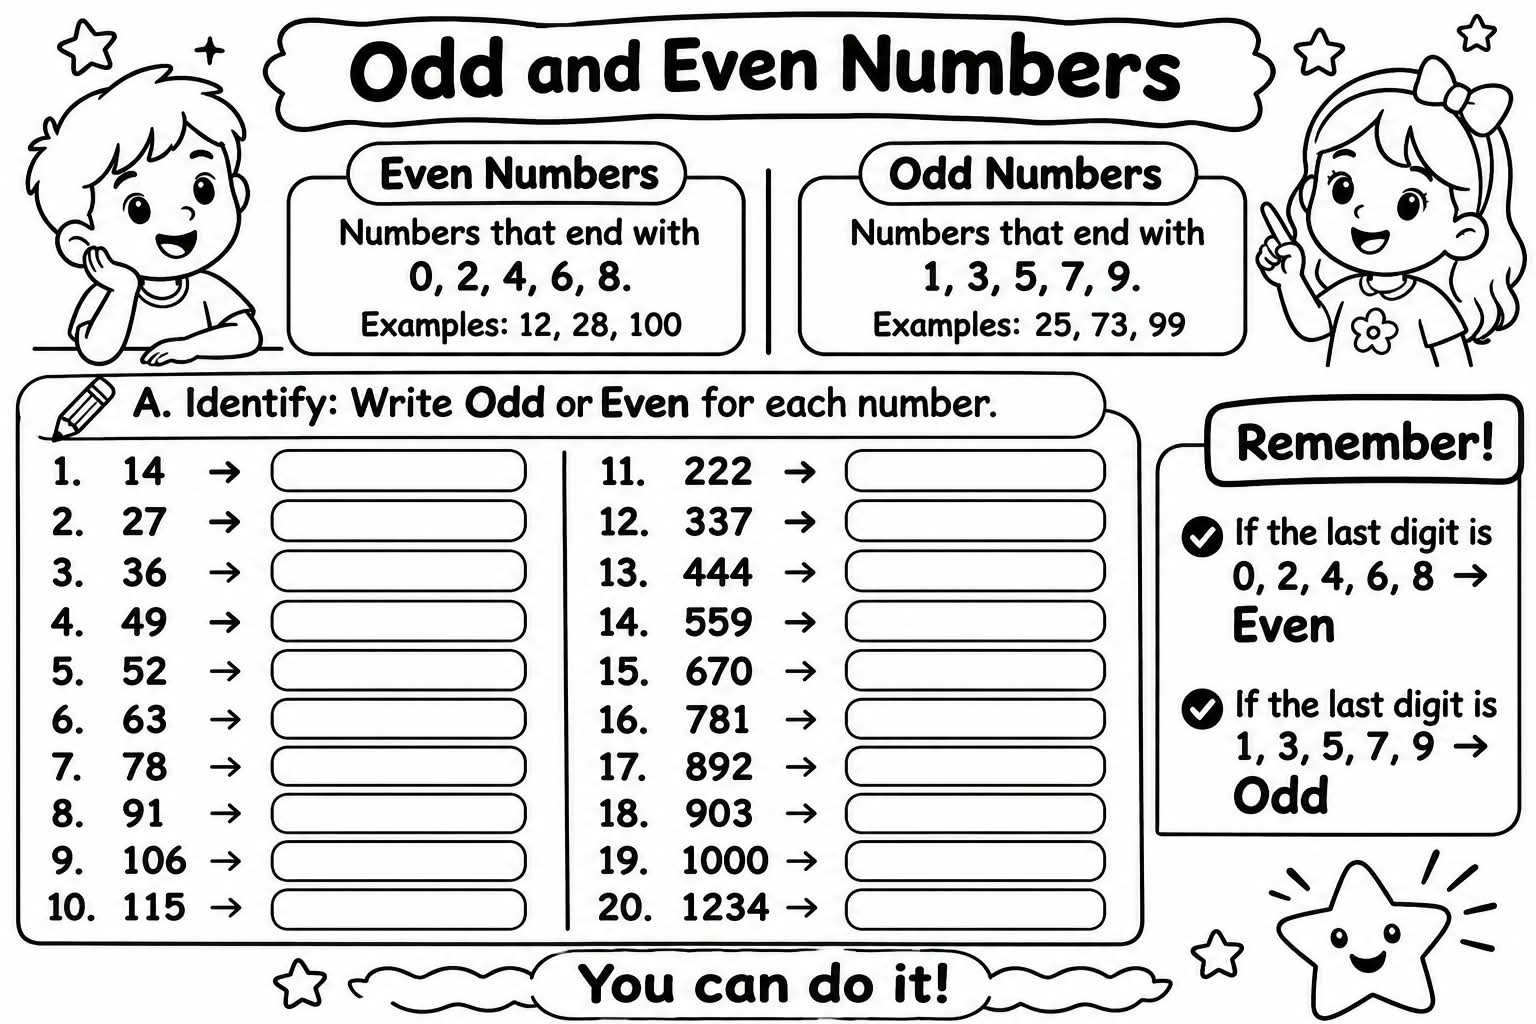 Odd and Even Numbers
Even Numbers
Numbers that end with
0, 2, 4, 6, 8.
Examples: 12, 28, 100
Odd Numbers
Numbers that end with
1, 3, 5, 7, 9.
Examples: 25, 73, 99
A. Identify: Write Odd or Even for each number.
1. 14 →
2. 27 →
3. 36 →
4. 49 →
5. 52 →
6. 63 →
7. 78 →
8. 91 →
9. 106 →
10. 115 →
11. 222 →
12. 337 →
13. 444 →
14. 559 →
15. 670 →
16. 781 →
17. 892 →
18. 903 →
19. 1000 →
20. 1234 →
Remember!
If the last digit is
0, 2, 4, 6, 8 →
Even
If the last digit is
1, 3, 5, 7, 9 →
Odd
You can do it!